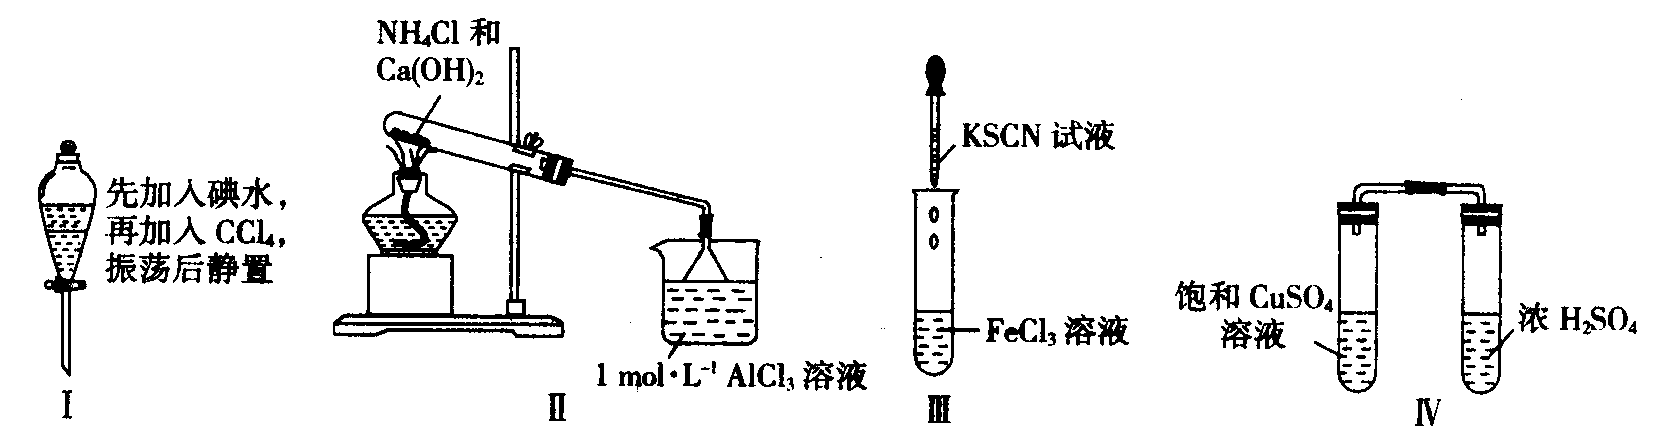 先加入碘水，
再加入 CCl₄，
振荡后静置
Ⅰ
NH₄Cl 和
Ca(OH)₂
1 mol·L⁻¹ AlCl₃ 溶液
Ⅱ
KSCN 试液
FeCl₃ 溶液
Ⅲ
饱和 CuSO₄
溶液
浓 H₂SO₄
Ⅳ